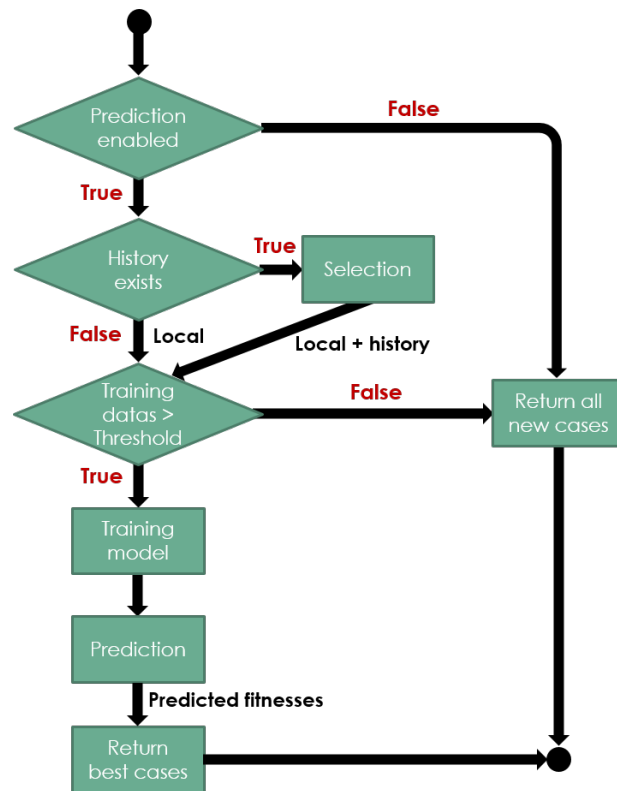 Prediction
enabled
False
True
History
exists
True
Selection
False
Local
Local + history
Training
datas >
Threshold
False
Return all
new cases
True
Training
model
Prediction
Predicted fitnesses
Return
best cases